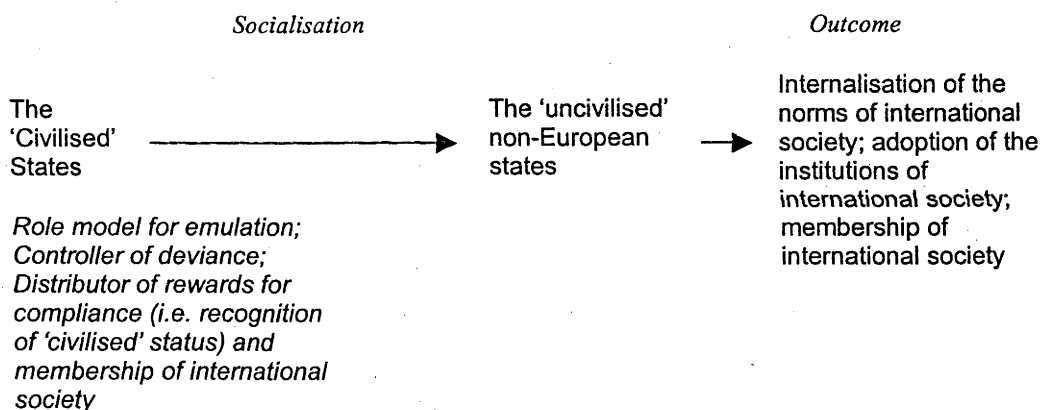 Socialisation
Outcome
The
'Civilised'
States
Role model for emulation;
Controller of deviance;
Distributor of rewards for
compliance (i.e. recognition
of 'civilised' status) and
membership of international
society
The 'uncivilised'
non-European
states
Internalisation of the
norms of international
society; adoption of the
institutions of
international society;
membership of
international society